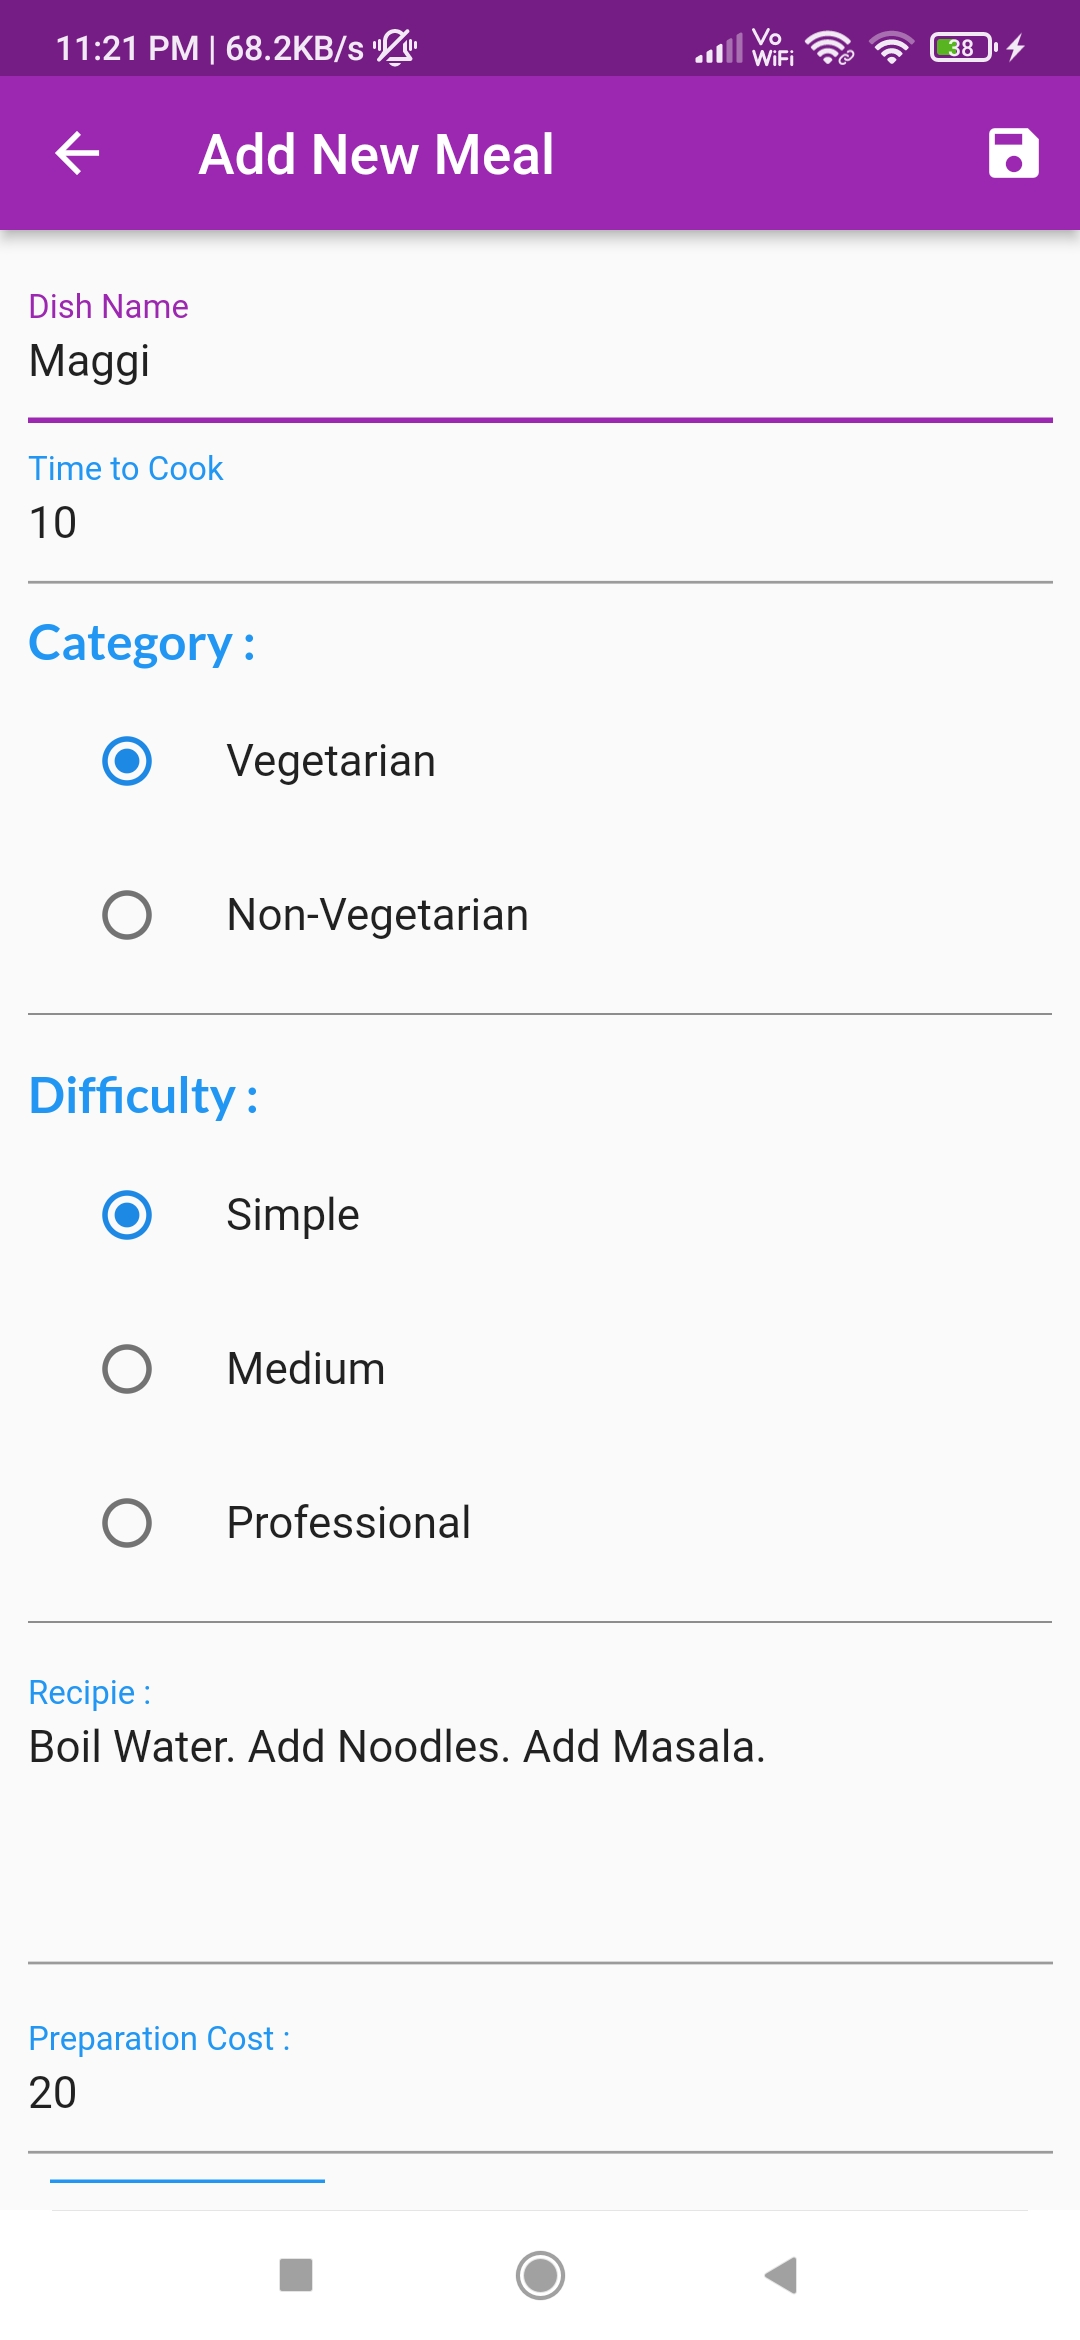 11:21 PM | 68.2KB/s Vo WiFi 38
Add New Meal
Dish Name
Maggi
Time to Cook
10
Category :
Vegetarian
Non-Vegetarian
Difficulty :
Simple
Medium
Professional
Recipie :
Boil Water. Add Noodles. Add Masala.
Preparation Cost :
20